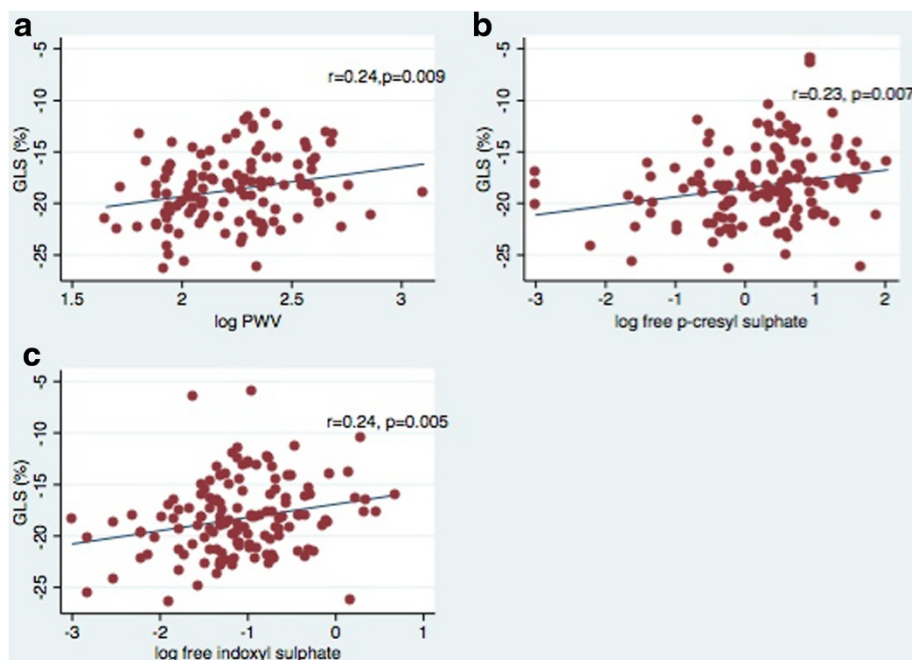 a
r=0.24,p=0.009
GLS (%)
-5
-10
-15
-20
-25
1.5 2 2.5 3
log PWV
b
r=0.23, p=0.007
GLS (%)
-5
-10
-15
-20
-25
-3 -2 -1 0 1 2
log free p-cresyl sulphate
c
r=0.24, p=0.005
GLS (%)
-5
-10
-15
-20
-25
-3 -2 -1 0 1
log free indoxyl sulphate